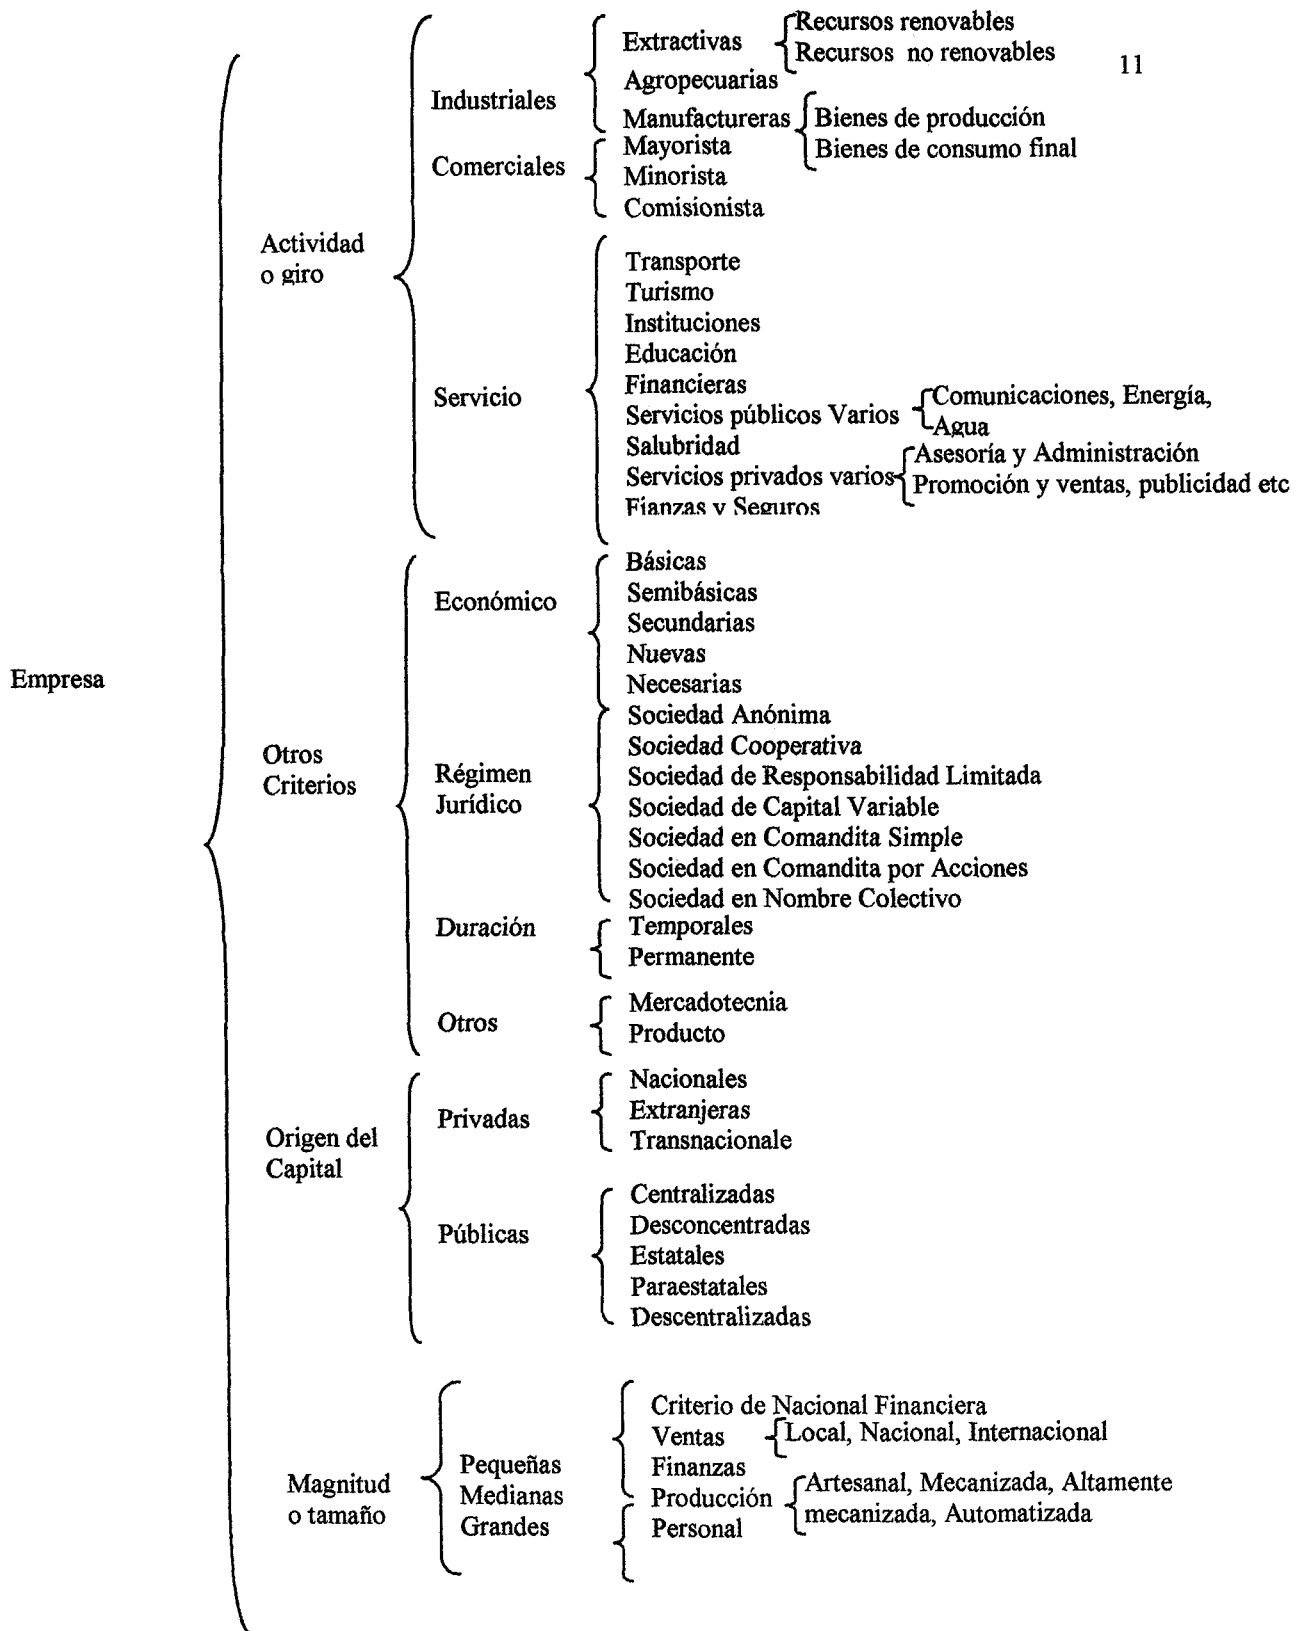 Recursos renovables
Extractivas
Recursos no renovables
11
Agropecuarias
Industriales
Manufactureras
Bienes de producción
Bienes de consumo final
Mayorista
Comerciales
Minorista
Comisionista
Actividad
o giro
Transporte
Turismo
Instituciones
Educación
Financieras
Servicio
Servicios públicos Varios
Comunicaciones, Energía,
Agua
Salubridad
Servicios privados varios
Asesoría y Administración
Promoción y ventas, publicidad etc
Fianzas y Seguros
Empresa
Otros
Criterios
Económico
Básicas
Semibásicas
Secundarias
Nuevas
Necesarias
Régimen
Jurídico
Sociedad Anónima
Sociedad Cooperativa
Sociedad de Responsabilidad Limitada
Sociedad de Capital Variable
Sociedad en Comandita Simple
Sociedad en Comandita por Acciones
Sociedad en Nombre Colectivo
Duración
Temporales
Permanente
Otros
Mercadotecnia
Producto
Origen del
Capital
Privadas
Nacionales
Extranjeras
Transnacionale
Públicas
Centralizadas
Desconcentradas
Estatales
Paraestatales
Descentralizadas
Magnitud
o tamaño
Pequeñas
Medianas
Grandes
Criterio de Nacional Financiera
Ventas
Local, Nacional, Internacional
Finanzas
Producción
Artesanal, Mecanizada, Altamente
mecanizada, Automatizada
Personal